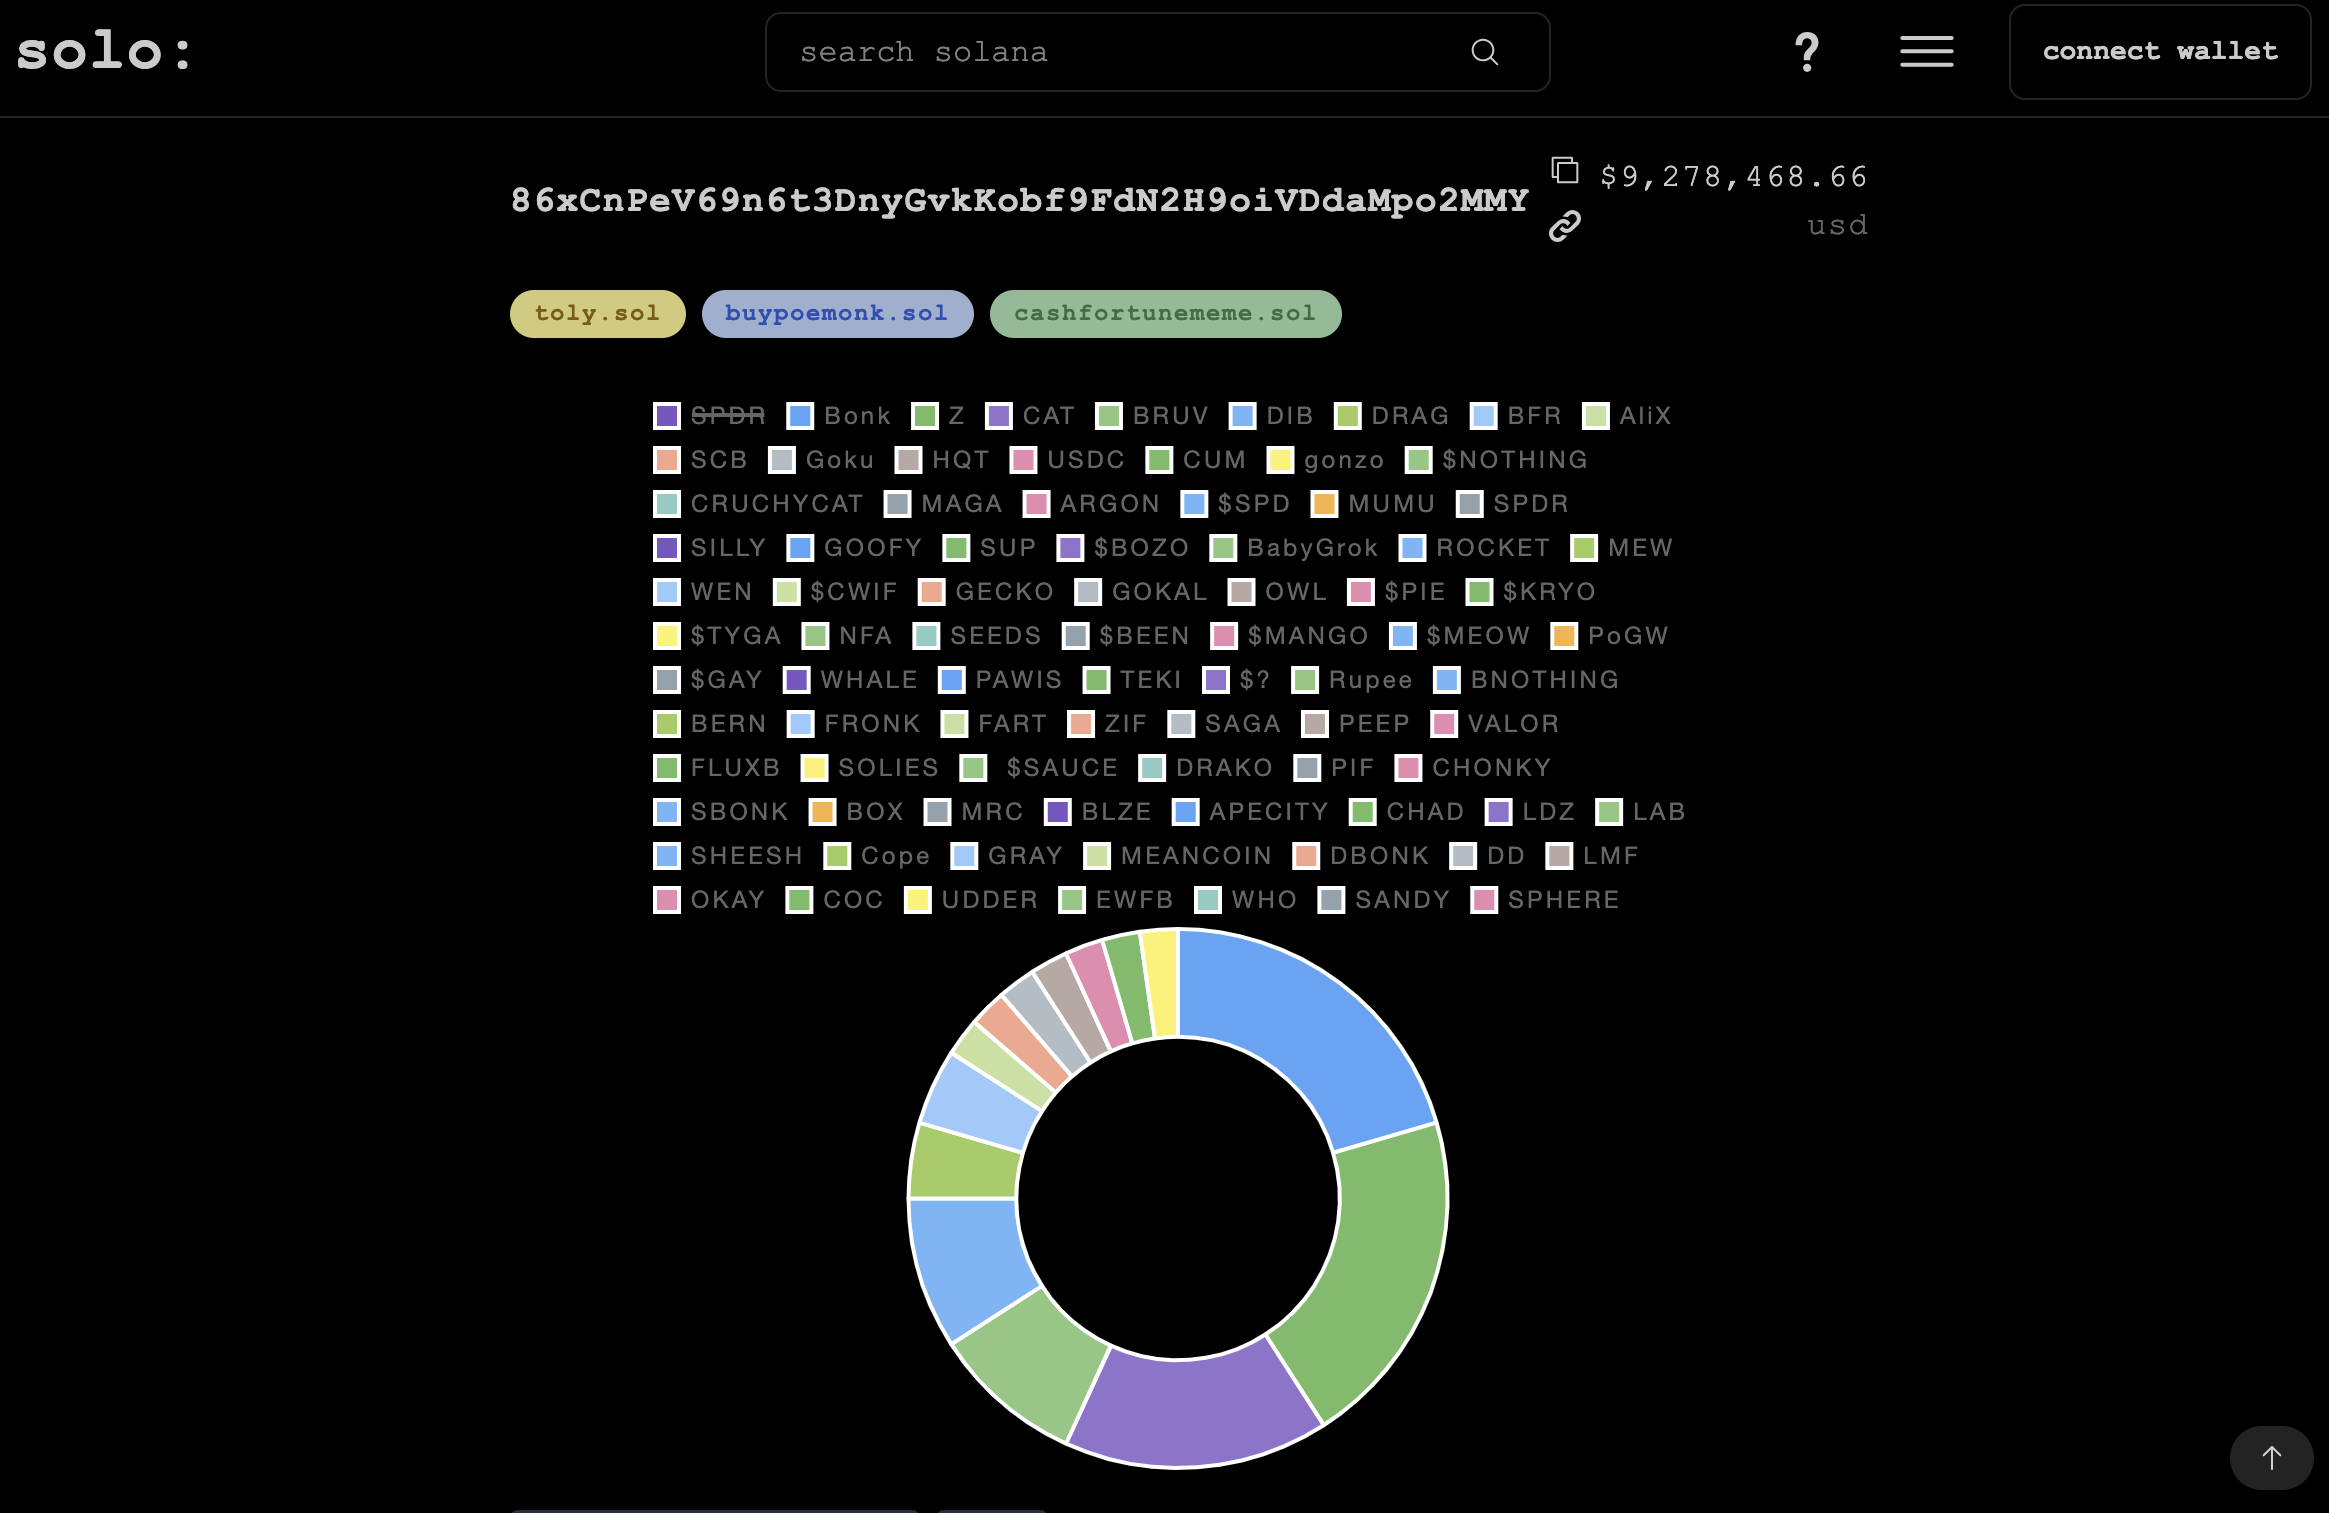 solo:
search solana
?
connect wallet
86xCnPeV69n6t3DnyGvkKobf9FdN2H9oiVDdaMpo2MMY
$9,278,468.66
usd
toly.sol buypoemonk.sol cashfortunememe.sol
SPDR Bonk Z CAT BRUV DIB DRAG BFR AliX
SCB Goku HQT USDC CUM gonzo $NOTHING
CRUCHYCAT MAGA ARGON $SPD MUMU SPDR
SILLY GOOFY SUP $BOZO BabyGrok ROCKET MEW
WEN $CWIF GECKO GOKAL OWL $PIE $KRYO
$TYGA NFA SEEDS $BEEN $MANGO $MEOW PoGW
$GAY WHALE PAWIS TEKI $? Rupee BNOTHING
BERN FRONK FART ZIF SAGA PEEP VALOR
FLUXB SOLIES $SAUCE DRAKO PIF CHONKY
SBONK BOX MRC BLZE APECITY CHAD LDZ LAB
SHEESH Cope GRAY MEANCOIN DBONK DD LMF
OKAY COC UDDER EWFB WHO SANDY SPHERE